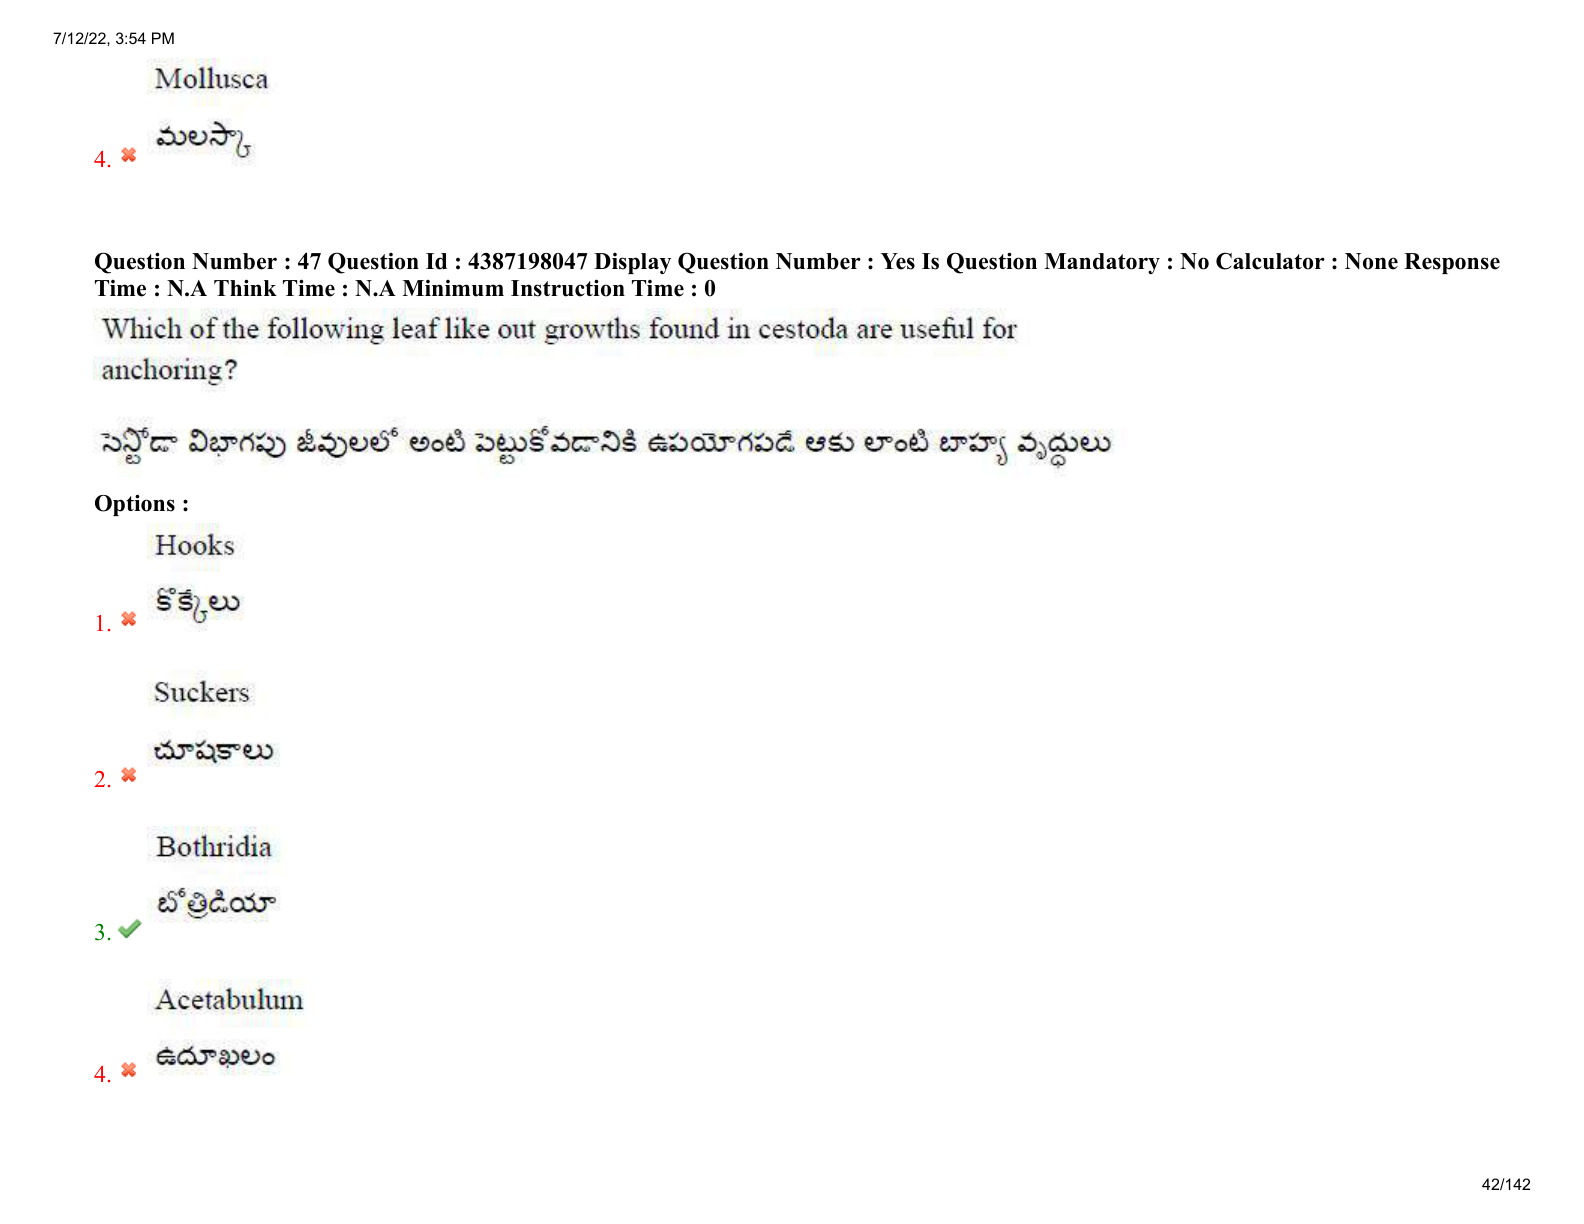 7/12/22, 3:54 PM
Mollusca
మలస్కా
4.
Question Number : 47 Question Id : 4387198047 Display Question Number : Yes Is Question Mandatory : No Calculator : None Response
Time : N.A Think Time : N.A Minimum Instruction Time : 0
Which of the following leaf like out growths found in cestoda are useful for
anchoring?
సెస్టోడా విభాగపు జీవులలో అంటి పెట్టుకోవడానికి ఉపయోగపడే ఆకు లాంటి బాహ్య వృద్ధులు
Options :
Hooks
కొక్కేలు
1.
Suckers
చూషకాలు
2.
Bothridia
బోత్రిడియా
3.
Acetabulum
ఉదూఖలం
4.
42/142